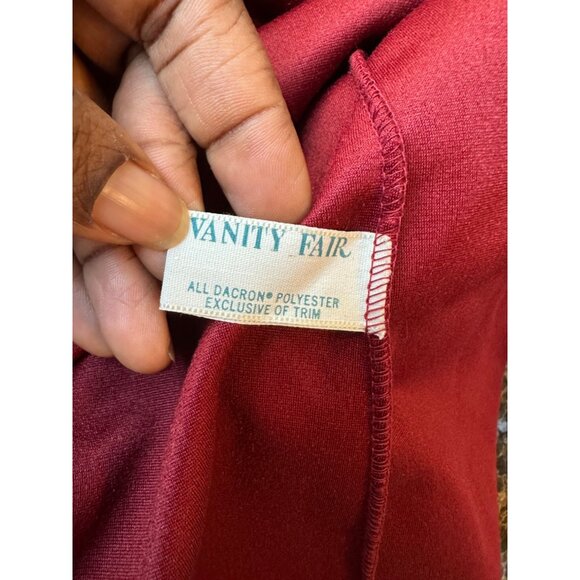 VANITY FAIR
ALL DACRON® POLYESTER
EXCLUSIVE OF TRIM